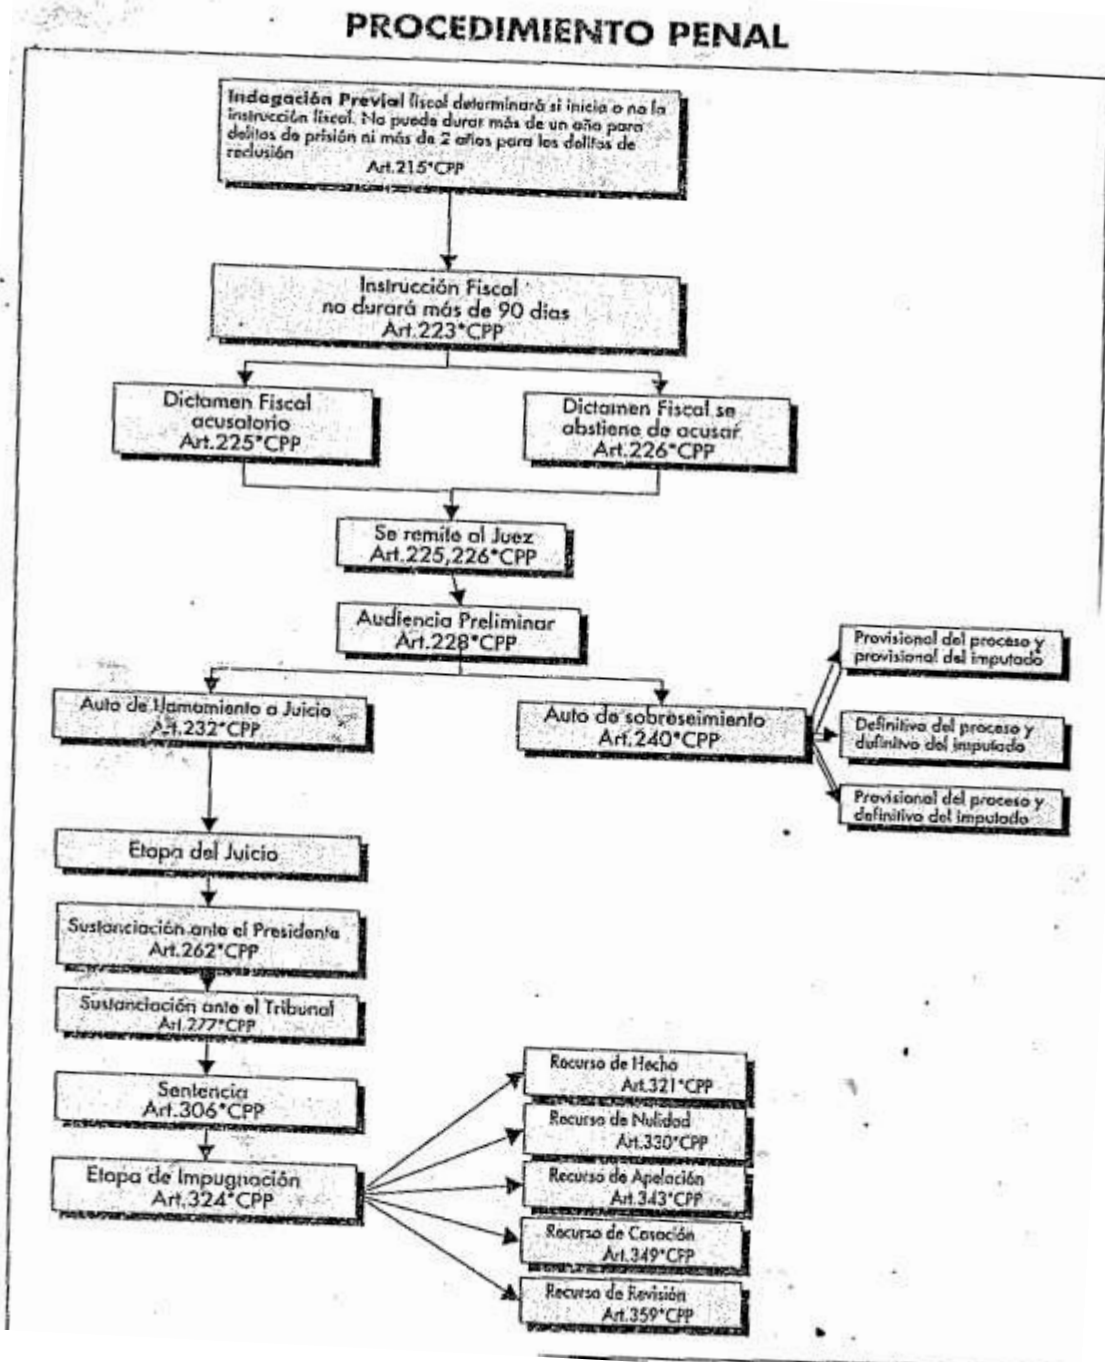 PROCEDIMIENTO PENAL
Indagación Previa| fiscal determinará si inicia o no la
instrucción fiscal. No puede durar más de un año para
delitos de prisión ni más de 2 años para los delitos de
reclusión
Art.215*CPP
Instrucción Fiscal
no durará más de 90 dias
Art.223*CPP
Dictamen Fiscal
acusatorio
Art.225*CPP
Dictamen Fiscal se
abstiene de acusar
Art.226*CPP
Se remite al Juez
Art.225,226*CPP
Audiencia Preliminar
Art.228*CPP
Auto de llamamiento a Juicio
Art.232*CPP
Auto de sobreseimiento
Art.240*CPP
Provisional del proceso y
provisional del imputado
Definitivo del proceso y
definitivo del imputado
Provisional del proceso y
definitivo del imputado
Etapa del Juicio
Sustanciación ante el Presidente
Art.262*CPP
Sustanciación ante el Tribunal
Art.277*CPP
Sentencia
Art.306*CPP
Etapa de Impugnación
Art.324*CPP
Recurso de Hecho
Art.321*CPP
Recurso de Nulidad
Art.330*CPP
Recurso de Apelación
Art.343*CPP
Recurso de Casación
Art.349*CPP
Recurso de Revisión
Art.359*CPP